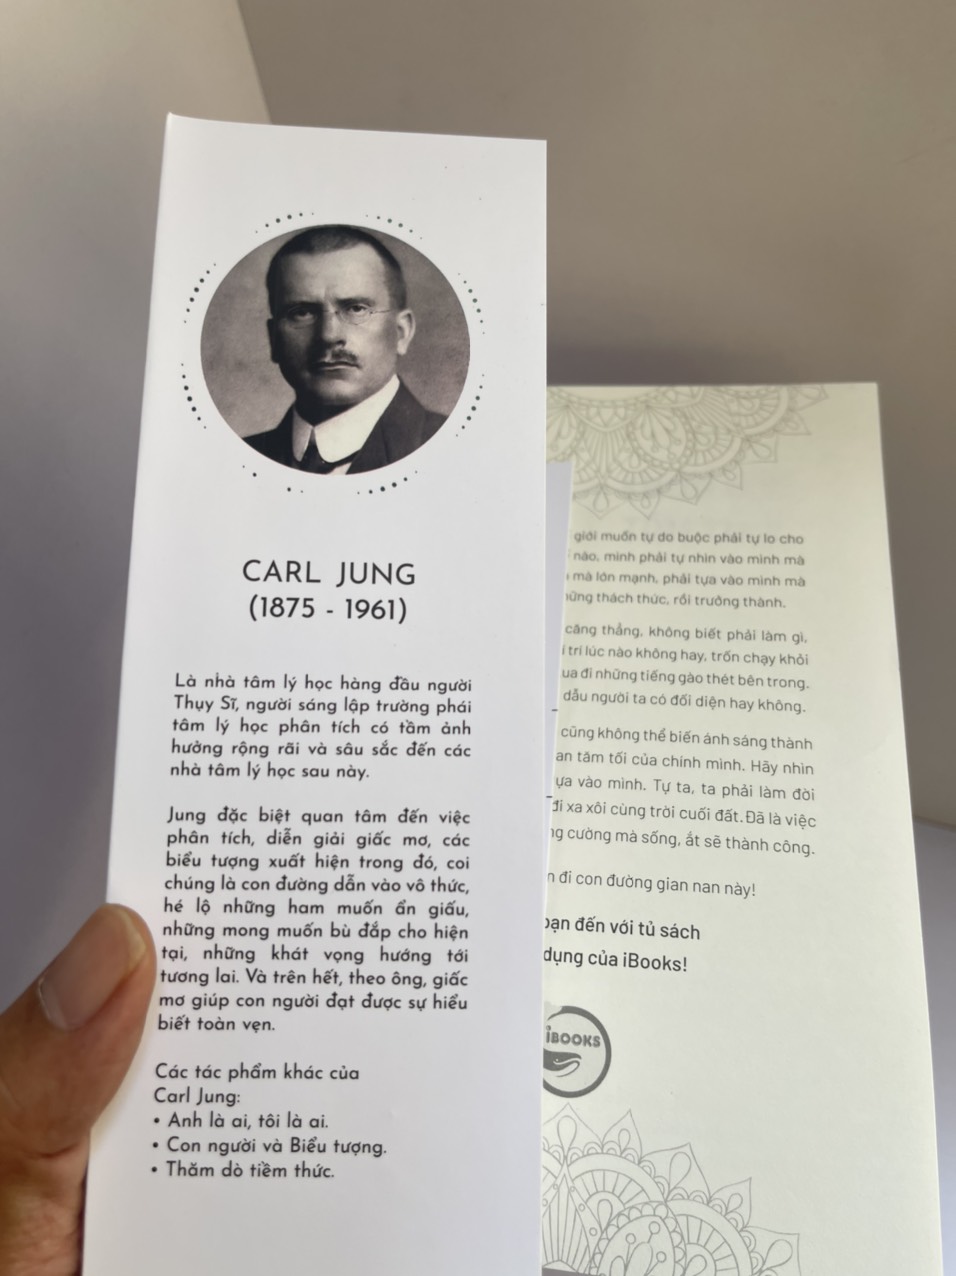 CARL JUNG
(1875 - 1961)
Là nhà tâm lý học hàng đầu người
Thụy Sĩ, người sáng lập trường phái
tâm lý học phân tích có tầm ảnh
hưởng rộng rãi và sâu sắc đến các
nhà tâm lý học sau này.
Jung đặc biệt quan tâm đến việc
phân tích, diễn giải giấc mơ, các
biểu tượng xuất hiện trong đó, coi
chúng là con đường dẫn vào vô thức,
hé lộ những ham muốn ẩn giấu,
những mong muốn bù đắp cho hiện
tại, những khát vọng hướng tới
tương lai. Và trên hết, theo ông, giấc
mơ giúp con người đạt được sự hiểu
biết toàn vẹn.
Các tác phẩm khác của
Carl Jung:
• Anh là ai, tôi là ai.
• Con người và Biểu tượng.
• Thăm dò tiềm thức.
giới muốn tự do buộc phải tự lo cho
nào, mình phải tự nhìn vào mình mà
mà lớn mạnh, phải tựa vào mình mà
thách thức, rồi trưởng thành.
căng thẳng, không biết phải làm gì,
trí lúc nào không hay, trốn chạy khỏi
đi những tiếng gào thét bên trong.
dẫu người ta có đối diện hay không.
cũng không thể biến ánh sáng thành
tăm tối của chính mình. Hãy nhìn
vào mình. Tự ta, ta phải làm đòi
đi xa xôi cùng trời cuối đất.Đã là việc
cường mà sống, ắt sẽ thành công.
đi con đường gian nan này!
bạn đến với tủ sách
dụng của iBooks!
iBOOKS